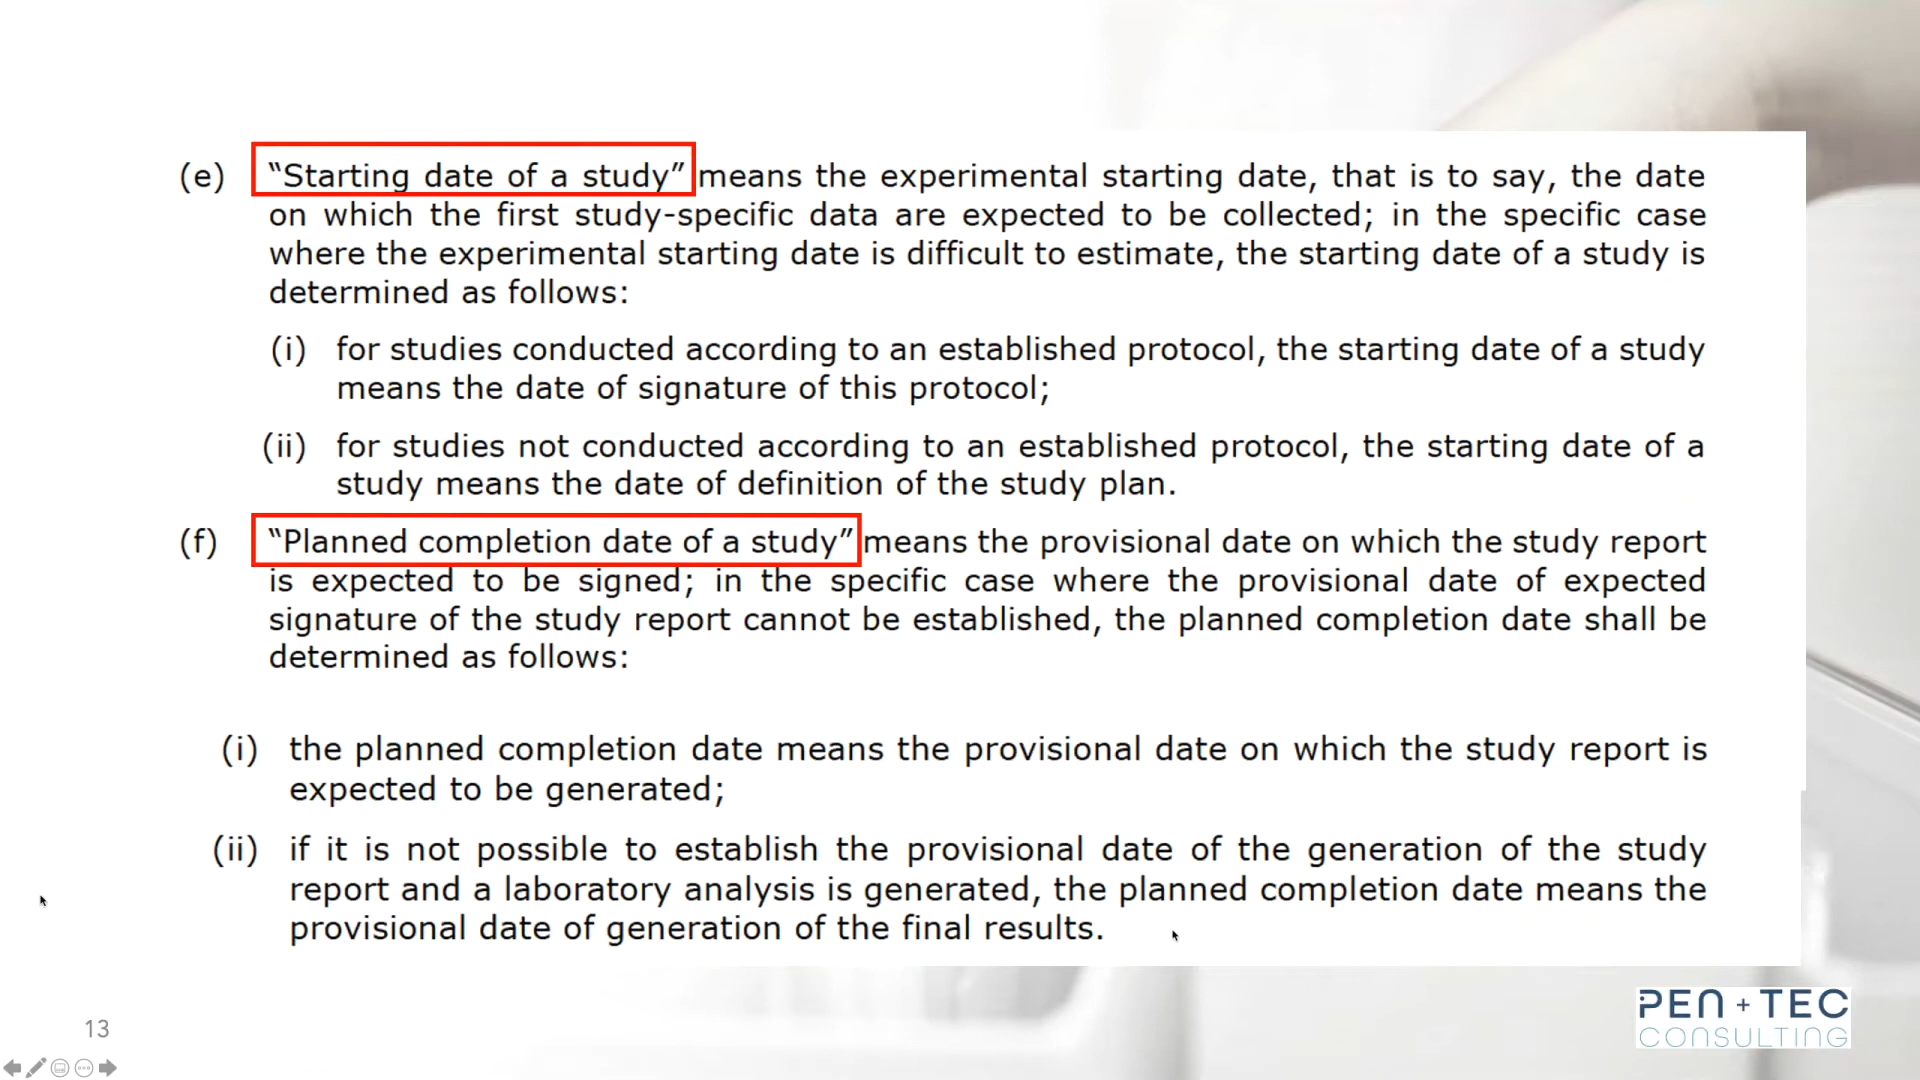 (e) “Starting date of a study” means the experimental starting date, that is to say, the date
on which the first study-specific data are expected to be collected; in the specific case
where the experimental starting date is difficult to estimate, the starting date of a study is
determined as follows:
(i) for studies conducted according to an established protocol, the starting date of a study
means the date of signature of this protocol;
(ii) for studies not conducted according to an established protocol, the starting date of a
study means the date of definition of the study plan.
(f) “Planned completion date of a study” means the provisional date on which the study report
is expected to be signed; in the specific case where the provisional date of expected
signature of the study report cannot be established, the planned completion date shall be
determined as follows:
(i) the planned completion date means the provisional date on which the study report is
expected to be generated;
(ii) if it is not possible to establish the provisional date of the generation of the study
report and a laboratory analysis is generated, the planned completion date means the
provisional date of generation of the final results.
PEN + TEC
CONSULTING
13